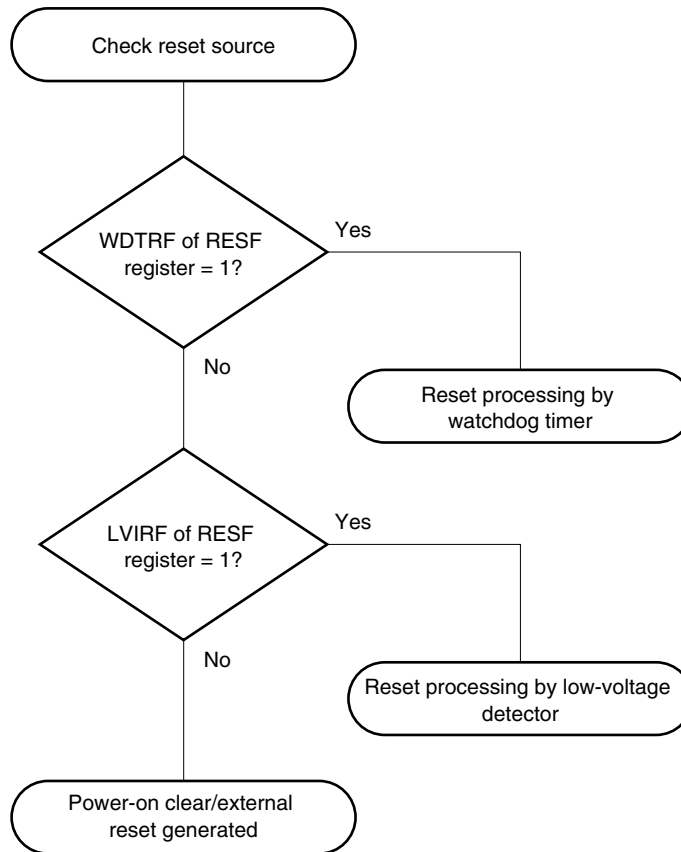 Check reset source
WDTRF of RESF
register = 1?
Yes
No
Reset processing by
watchdog timer
LVIRF of RESF
register = 1?
Yes
No
Reset processing by low-voltage
detector
Power-on clear/external
reset generated